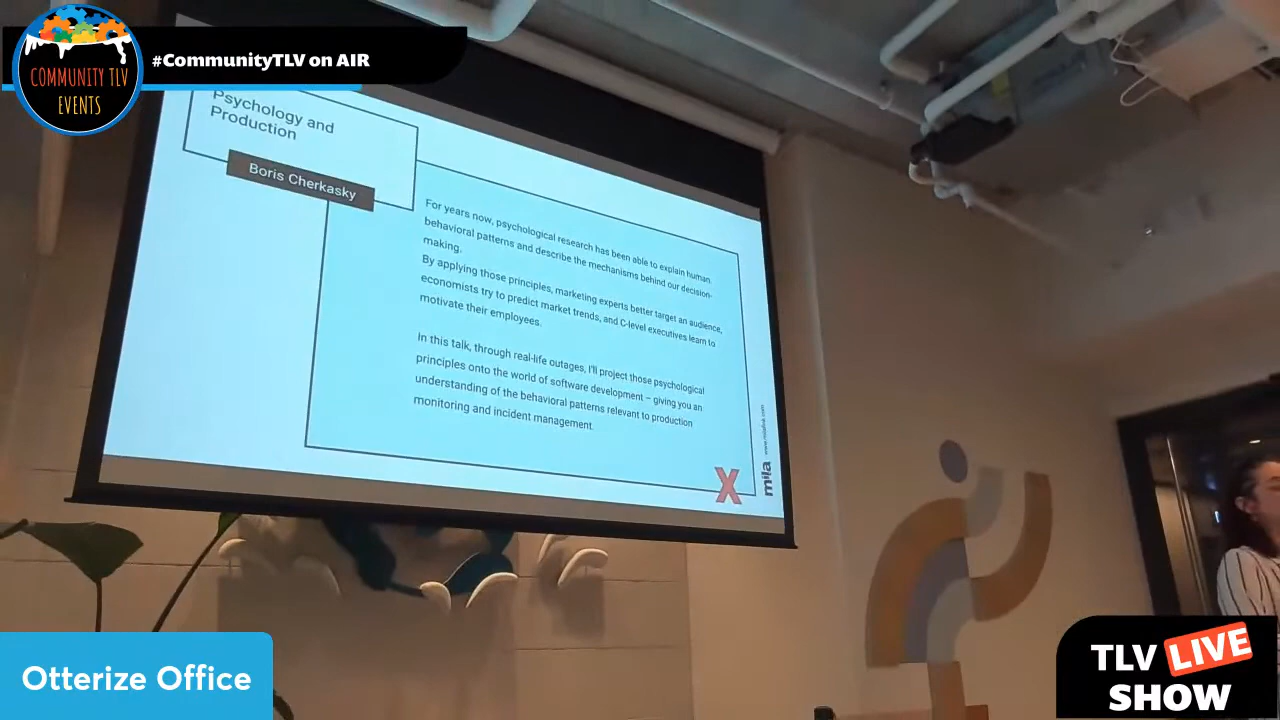 #CommunityTLV on AIR
COMMUNITY TLV
EVENTS
Psychology and
Production
Boris Cherkasky
For years now, psychological research has been able to explain human
behavioral patterns and describe the mechanisms behind our decision-
making.
By applying those principles, marketing experts better target an audience,
economists try to predict market trends, and C-level executives learn to
motivate their employees.
In this talk, through real-life outages, I'll project those psychological
principles onto the world of software development – giving you an
understanding of the behavioral patterns relevant to production
monitoring and incident management.
X
mila
Otterize Office
TLV LIVE
SHOW